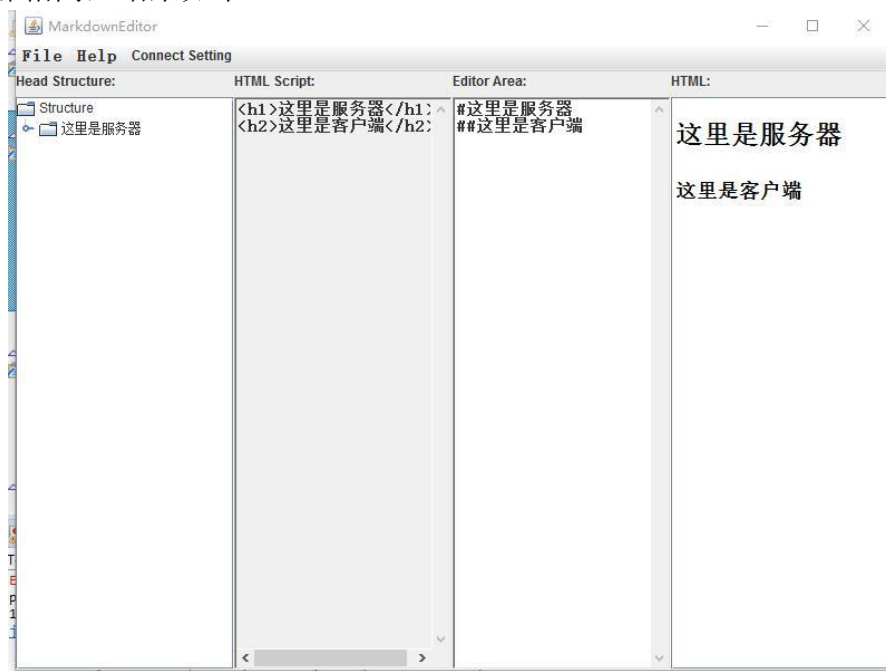 MarkdownEditor
File Help Connect Setting
Head Structure:
Structure
这里是服务器
HTML Script:
<h1>这里是服务器</h1>
<h2>这里是客户端</h2>
Editor Area:
#这里是服务器
##这里是客户端
HTML:
这里是服务器
这里是客户端